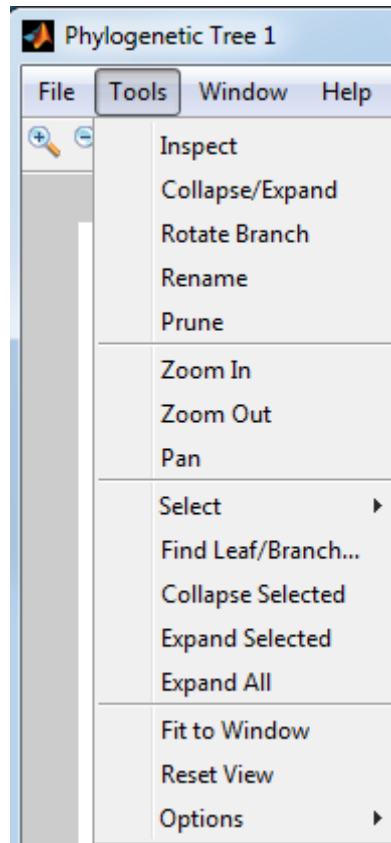 Phylogenetic Tree 1
File Tools Window Help
Inspect
Collapse/Expand
Rotate Branch
Rename
Prune
Zoom In
Zoom Out
Pan
Select
Find Leaf/Branch...
Collapse Selected
Expand Selected
Expand All
Fit to Window
Reset View
Options